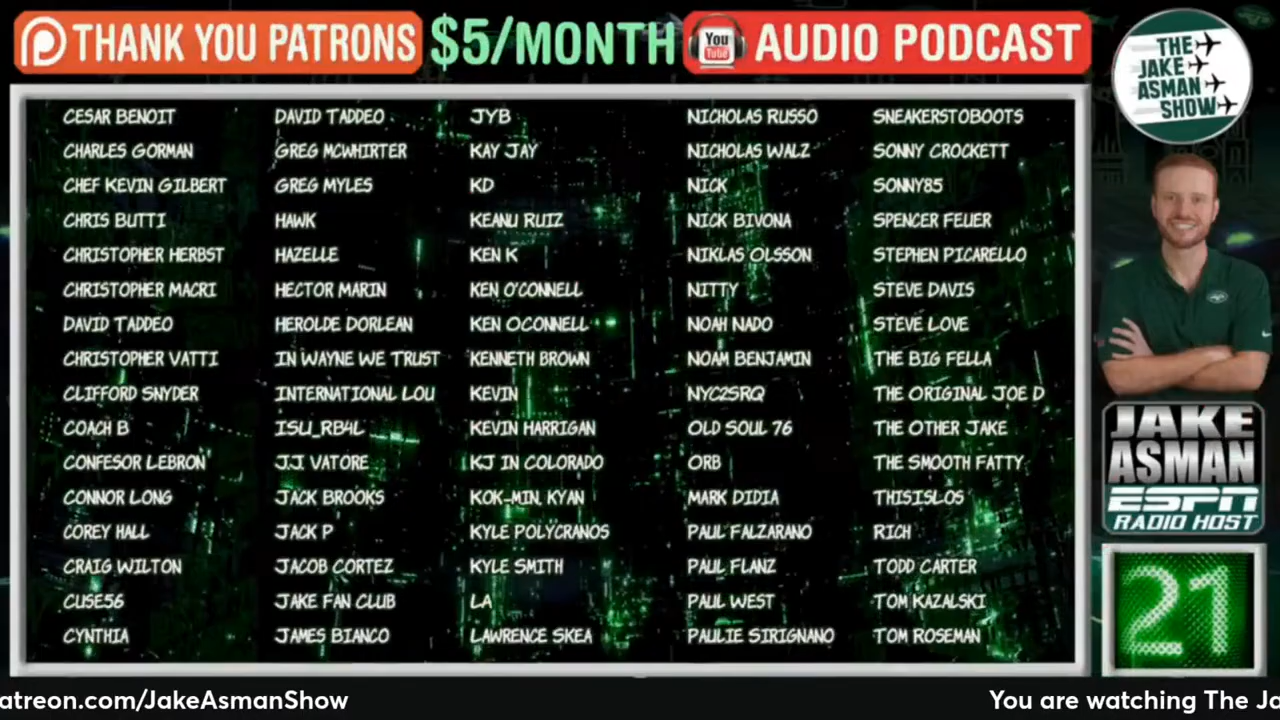 THANK YOU PATRONS $5/MONTH You Tube AUDIO PODCAST
THE
JAKE
ASMAN
SHOW
CESAR BENOIT
CHARLES GORMAN
CHEF KEVIN GILBERT
CHRIS BUTTI
CHRISTOPHER HERBST
CHRISTOPHER MACRI
DAVID TADDEO
CHRISTOPHER VATTI
CLIFFORD SNYDER
COACH B
CONFESOR LEBRON
CONNOR LONG
COREY HALL
CRAIG WILTON
CUSE56
CYNTHIA
DAVID TADDEO
GREG MCWHIRTER
GREG MYLES
HAWK
HAZELLE
HECTOR MARIN
HEROLDE DORLEAN
IN WAYNE WE TRUST
INTERNATIONAL LOU
ISLI_RB4L
J.J. VATORE
JACK BROOKS
JACK P
JACOB CORTEZ
JAKE FAN CLUB
JAMES BIANCO
JYB
KAY JAY
KD
KEANU RUIZ
KEN K
KEN O'CONNELL
KEN OCONNELL
KENNETH BROWN
KEVIN
KEVIN HARRIGAN
KJ IN COLORADO
KOK-MIN. KYAN
KYLE POLYCRANOS
KYLE SMITH
LA
LAWRENCE SKEA
NICHOLAS RUSSO
NICHOLAS WALZ
NICK
NICK BIVONA
NIKLAS OLSSON
NITTY
NOAH NADO
NOAM BENJAMIN
NYC2SRQ
OLD SOUL 76
ORB
MARK DIDIA
PAUL FALZARANO
PAUL FLANZ
PAUL WEST
PAULIE SIRIGNANO
SNEAKERSTOBOOTS
SONNY CROCKETT
SONNY85
SPENCER FEUER
STEPHEN PICARELLO
STEVE DAVIS
STEVE LOVE
THE BIG FELLA
THE ORIGINAL JOE D
THE OTHER JAKE
THE SMOOTH FATTY
THISISLOS
RICH
TODD CARTER
TOM KAZALSKI
TOM ROSEMAN
JAKE
ASMAN
ESPN
RADIO HOST
21
atreon.com/JakeAsmanShow
You are watching The Ja